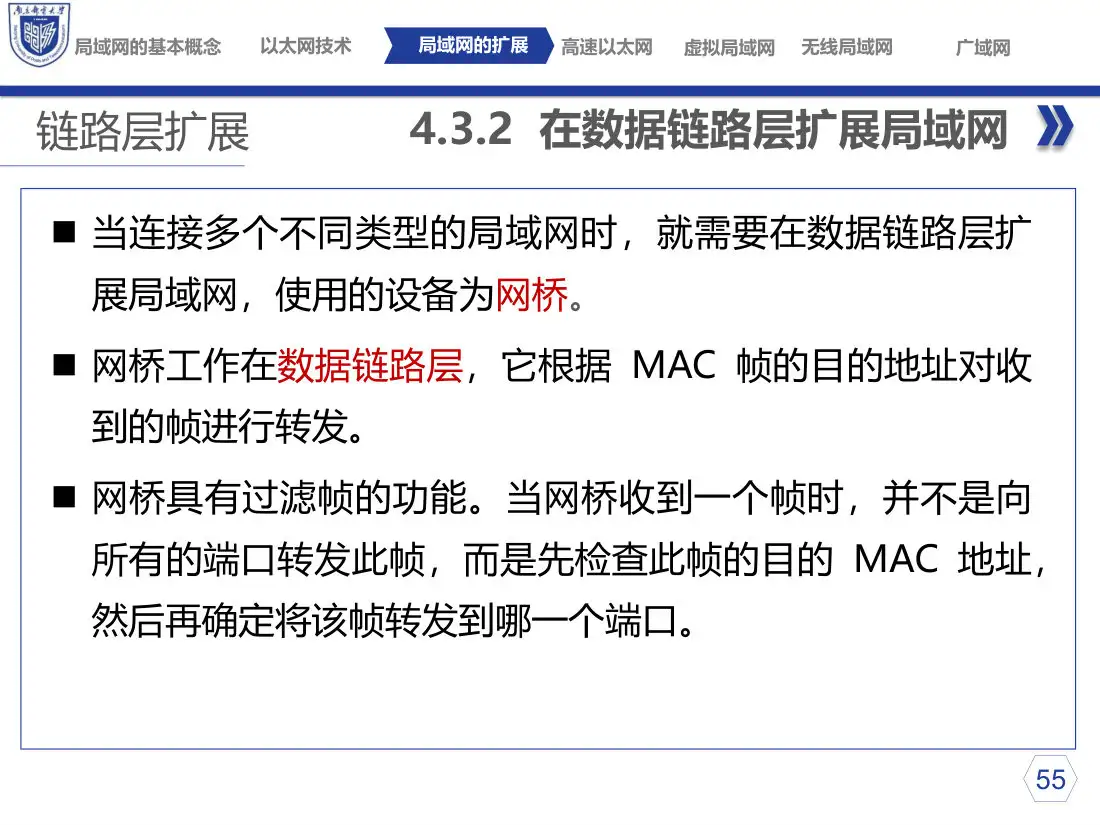 南京邮电大学
局域网的基本概念 以太网技术 局域网的扩展 高速以太网 虚拟局域网 无线局域网 广域网
链路层扩展 4.3.2 在数据链路层扩展局域网
■ 当连接多个不同类型的局域网时，就需要在数据链路层扩
展局域网，使用的设备为网桥。
■ 网桥工作在数据链路层，它根据 MAC 帧的目的地址对收
到的帧进行转发。
■ 网桥具有过滤帧的功能。当网桥收到一个帧时，并不是向
所有的端口转发此帧，而是先检查此帧的目的 MAC 地址，
然后再确定将该帧转发到哪一个端口。
55